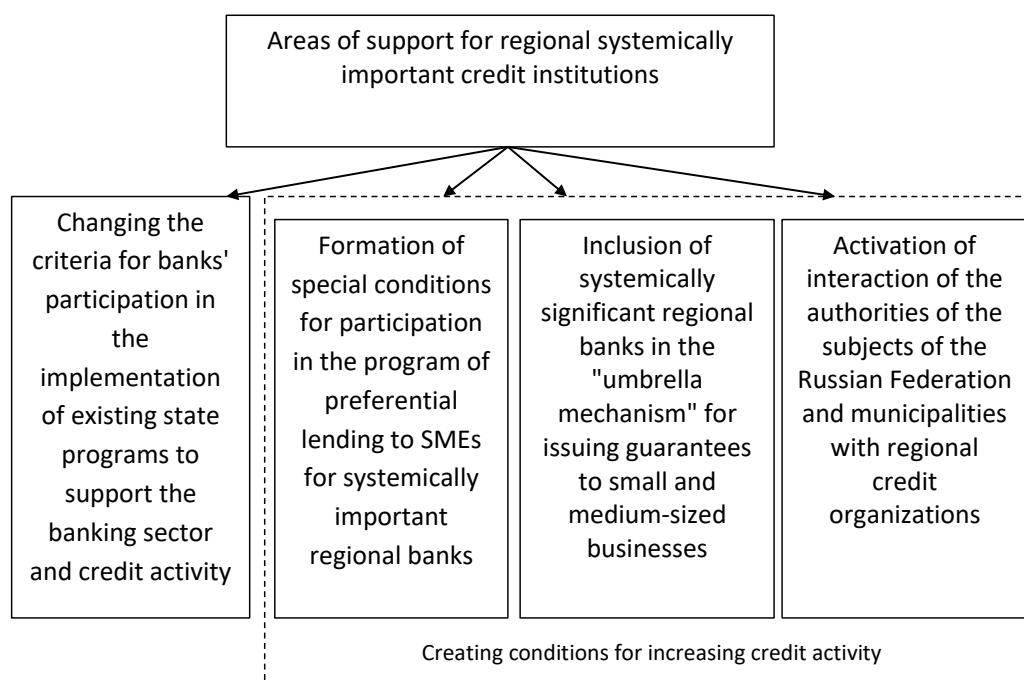 Areas of support for regional systemically
important credit institutions
Changing the
criteria for banks'
participation in
the
implementation
of existing state
programs to
support the
banking sector
and credit activity
Formation of
special conditions
for participation
in the program of
preferential
lending to SMEs
for systemically
important
regional banks
Inclusion of
systemically
significant regional
banks in the
"umbrella
mechanism" for
issuing guarantees
to small and
medium-sized
businesses
Activation of
interaction of the
authorities of the
subjects of the
Russian Federation
and municipalities
with regional
credit
organizations
Creating conditions for increasing credit activity